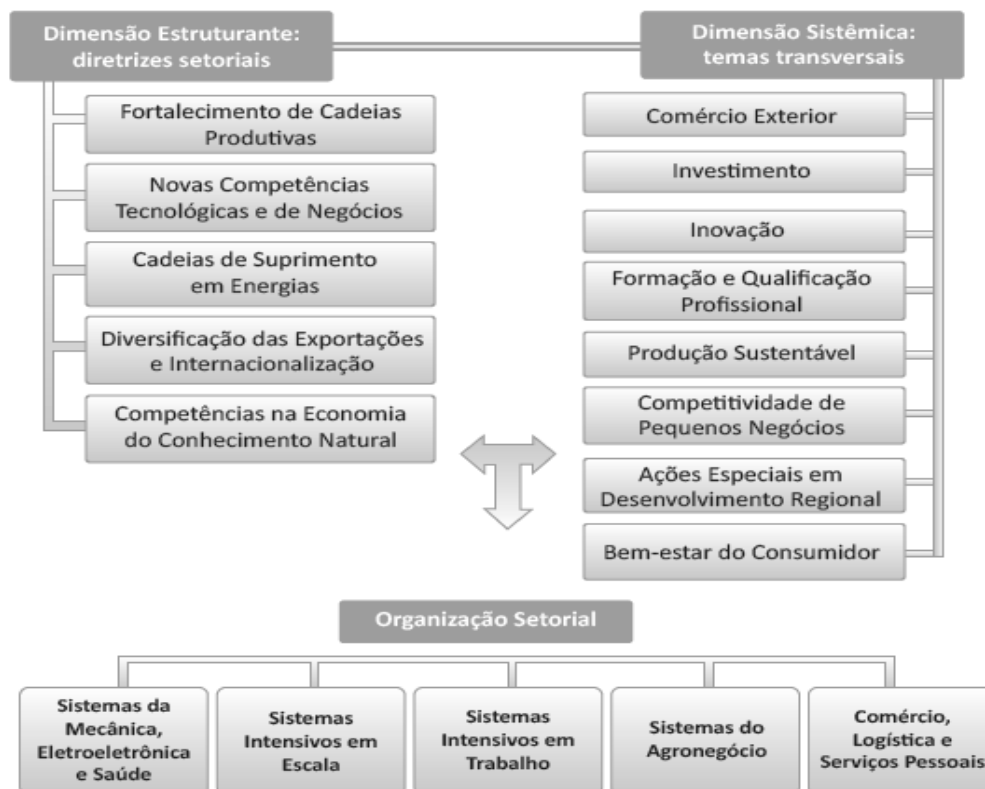 Dimensão Estruturante:
diretrizes setoriais
Fortalecimento de Cadeias
Produtivas
Novas Competências
Tecnológicas e de Negócios
Cadeias de Suprimento
em Energias
Diversificação das Exportações
e Internacionalização
Competências na Economia
do Conhecimento Natural
Dimensão Sistêmica:
temas transversais
Comércio Exterior
Investimento
Inovação
Formação e Qualificação
Profissional
Produção Sustentável
Competitividade de
Pequenos Negócios
Ações Especiais em
Desenvolvimento Regional
Bem-estar do Consumidor
Organização Setorial
Sistemas da
Mecânica,
Eletroeletrônica
e Saúde
Sistemas
Intensivos em
Escala
Sistemas
Intensivos em
Trabalho
Sistemas do
Agronegócio
Comércio,
Logística e
Serviços Pessoais